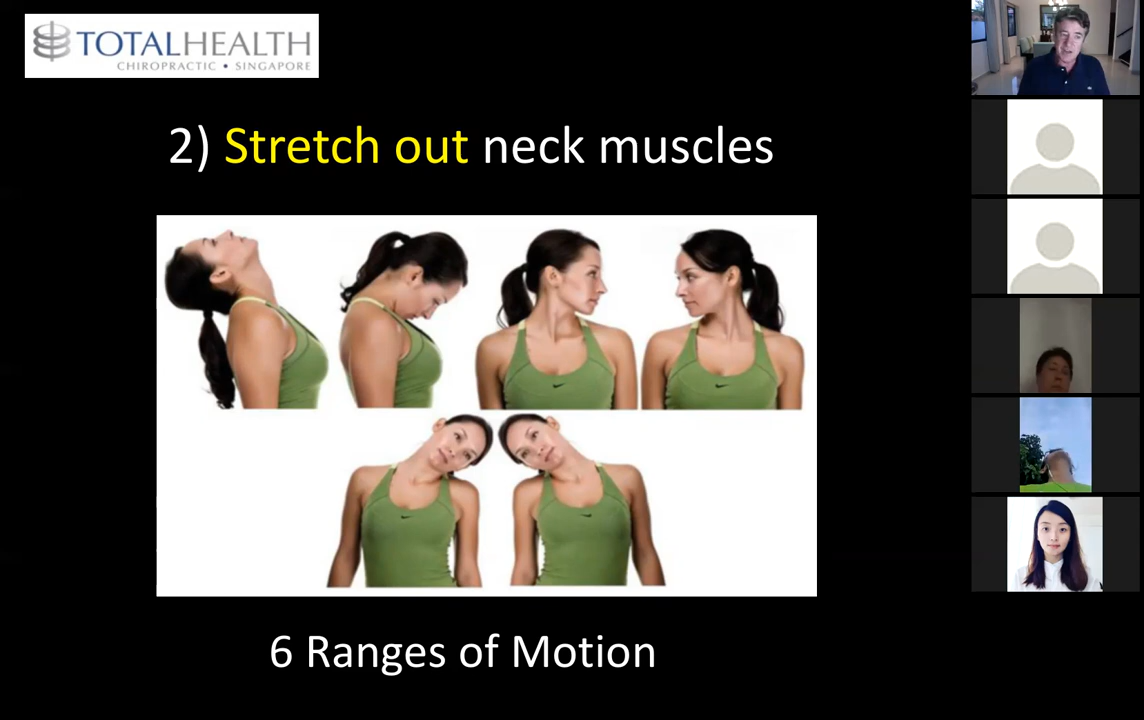 TOTALHEALTH
CHIROPRACTIC • SINGAPORE
2) Stretch out neck muscles
6 Ranges of Motion